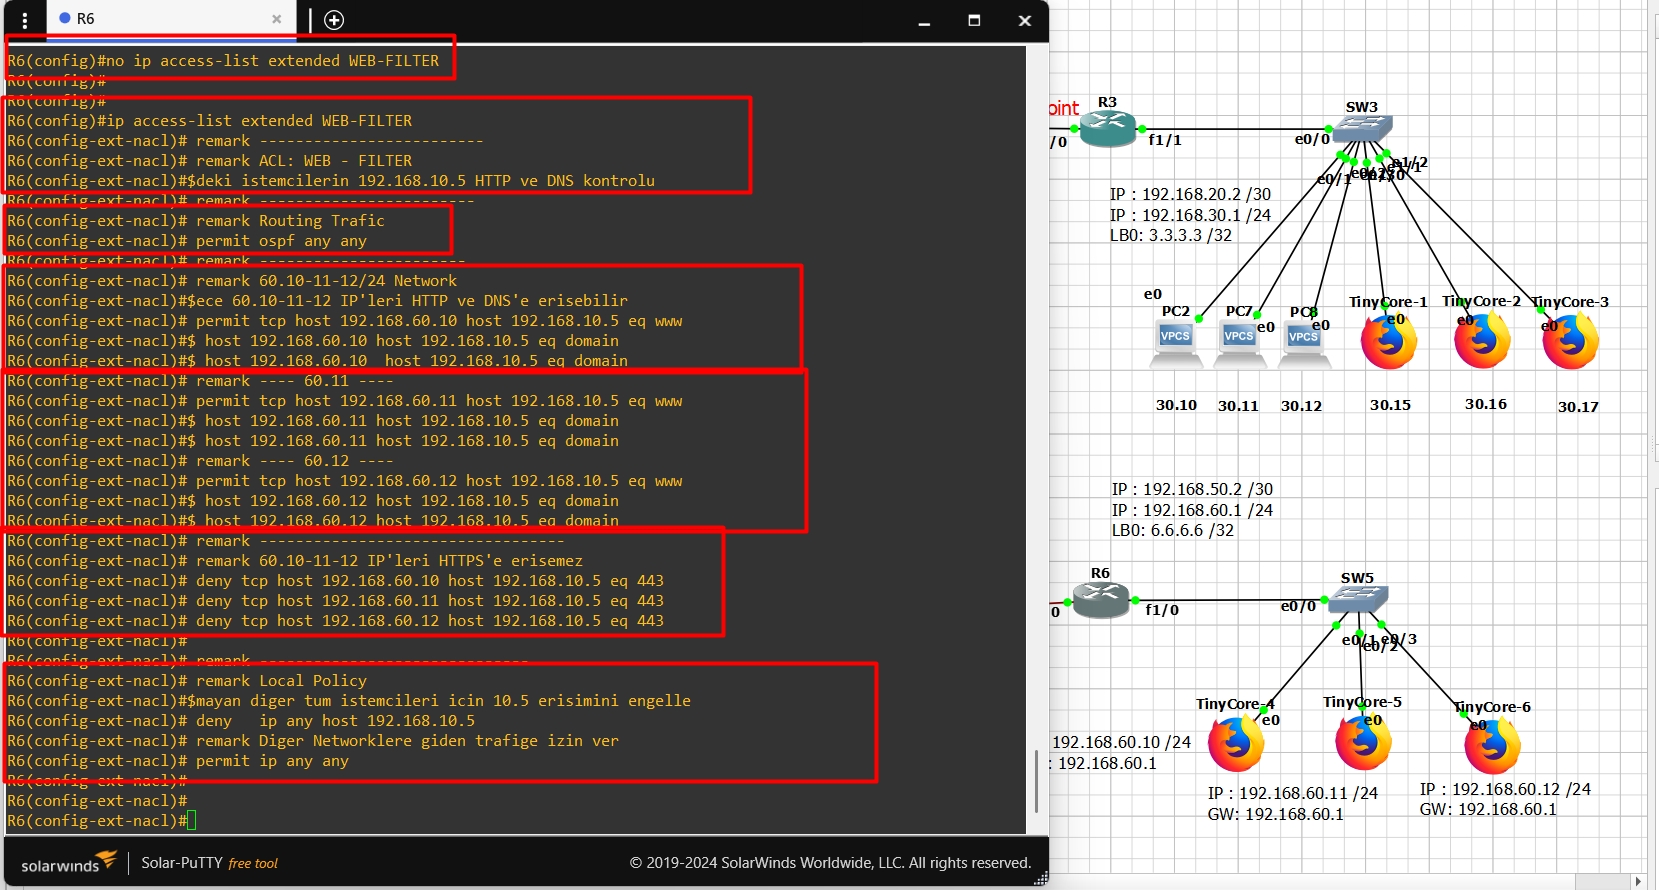 R6
R6(config)#no ip access-list extended WEB-FILTER
R6(config)#
R6(config)#
R6(config)#ip access-list extended WEB-FILTER
R6(config-ext-nacl)# remark -------------------------
R6(config-ext-nacl)# remark ACL: WEB - FILTER
R6(config-ext-nacl)#$deki istemcilerin 192.168.10.5 HTTP ve DNS kontrolu
R6(config-ext-nacl)# remark ------------------------
R6(config-ext-nacl)# remark Routing Trafic
R6(config-ext-nacl)# permit ospf any any
R6(config-ext-nacl)# remark -----------------------
R6(config-ext-nacl)# remark 60.10-11-12/24 Network
R6(config-ext-nacl)#$ece 60.10-11-12 IP'leri HTTP ve DNS'e erisebilir
R6(config-ext-nacl)# permit tcp host 192.168.60.10 host 192.168.10.5 eq www
R6(config-ext-nacl)#$ host 192.168.60.10 host 192.168.10.5 eq domain
R6(config-ext-nacl)#$ host 192.168.60.10  host 192.168.10.5 eq domain
R6(config-ext-nacl)# remark ---- 60.11 ----
R6(config-ext-nacl)# permit tcp host 192.168.60.11 host 192.168.10.5 eq www
R6(config-ext-nacl)#$ host 192.168.60.11 host 192.168.10.5 eq domain
R6(config-ext-nacl)#$ host 192.168.60.11 host 192.168.10.5 eq domain
R6(config-ext-nacl)# remark ---- 60.12 ----
R6(config-ext-nacl)# permit tcp host 192.168.60.12 host 192.168.10.5 eq www
R6(config-ext-nacl)#$ host 192.168.60.12 host 192.168.10.5 eq domain
R6(config-ext-nacl)#$ host 192.168.60.12 host 192.168.10.5 eq domain
R6(config-ext-nacl)# remark ----------------------------------
R6(config-ext-nacl)# remark 60.10-11-12 IP'leri HTTPS'e erisemez
R6(config-ext-nacl)# deny tcp host 192.168.60.10 host 192.168.10.5 eq 443
R6(config-ext-nacl)# deny tcp host 192.168.60.11 host 192.168.10.5 eq 443
R6(config-ext-nacl)# deny tcp host 192.168.60.12 host 192.168.10.5 eq 443
R6(config-ext-nacl)#
R6(config-ext-nacl)# remark ------------------------------
R6(config-ext-nacl)# remark Local Policy
R6(config-ext-nacl)#$mayan diger tum istemcileri icin 10.5 erisimini engelle
R6(config-ext-nacl)# deny   ip any host 192.168.10.5
R6(config-ext-nacl)# remark Diger Networklere giden trafige izin ver
R6(config-ext-nacl)# permit ip any any
R6(config-ext-nacl)#
R6(config-ext-nacl)#
R6(config-ext-nacl)#
solarwinds
Solar-PuTTY free tool
© 2019-2024 SolarWinds Worldwide, LLC. All rights reserved.
oint
R3
/0
f1/1
SW3
e0/0
e0/1
e1/2
IP : 192.168.20.2 /30
IP : 192.168.30.1 /24
LB0: 3.3.3.3 /32
e0
PC2
PC7
PC8
TinyCore-1
TinyCore-2
TinyCore-3
e0
e0
e0
e0
e0
VPCS
VPCS
VPCS
30.10
30.11
30.12
30.15
30.16
30.17
IP : 192.168.50.2 /30
IP : 192.168.60.1 /24
LB0: 6.6.6.6 /32
R6
0
f1/0
SW5
e0/0
e0/1
e0/2
e0/3
TinyCore-4
TinyCore-5
TinyCore-6
e0
e0
e0
192.168.60.10 /24
: 192.168.60.1
IP : 192.168.60.11 /24
GW: 192.168.60.1
IP : 192.168.60.12 /24
GW: 192.168.60.1